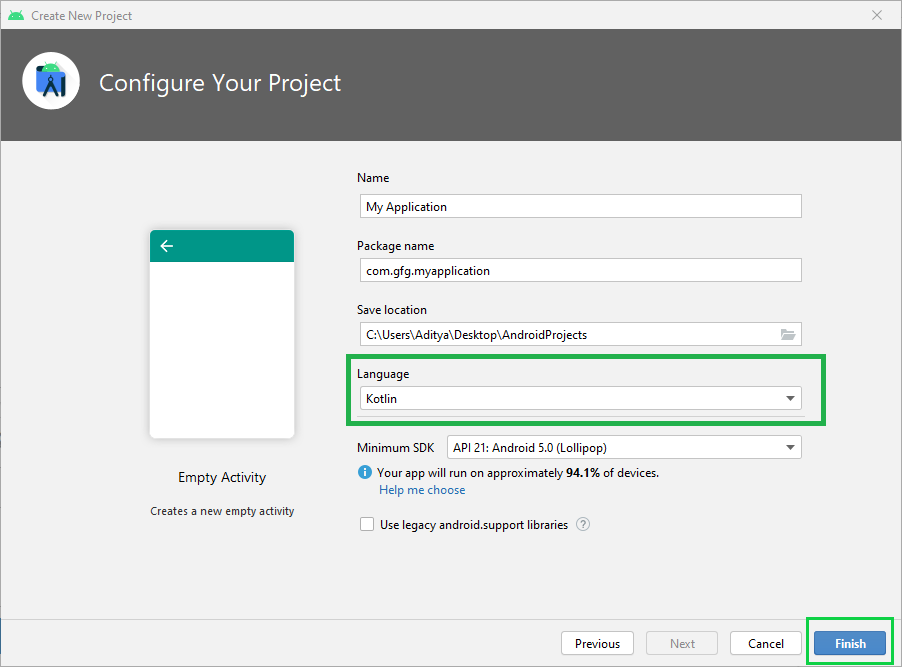 Create New Project
Configure Your Project
Name
My Application
Package name
com.gfg.myapplication
Save location
C:\Users\Aditya\Desktop\AndroidProjects
Language
Kotlin
Minimum SDK API 21: Android 5.0 (Lollipop)
Your app will run on approximately 94.1% of devices.
Help me choose
Use legacy android.support libraries ?
Empty Activity
Creates a new empty activity
Previous Next Cancel Finish